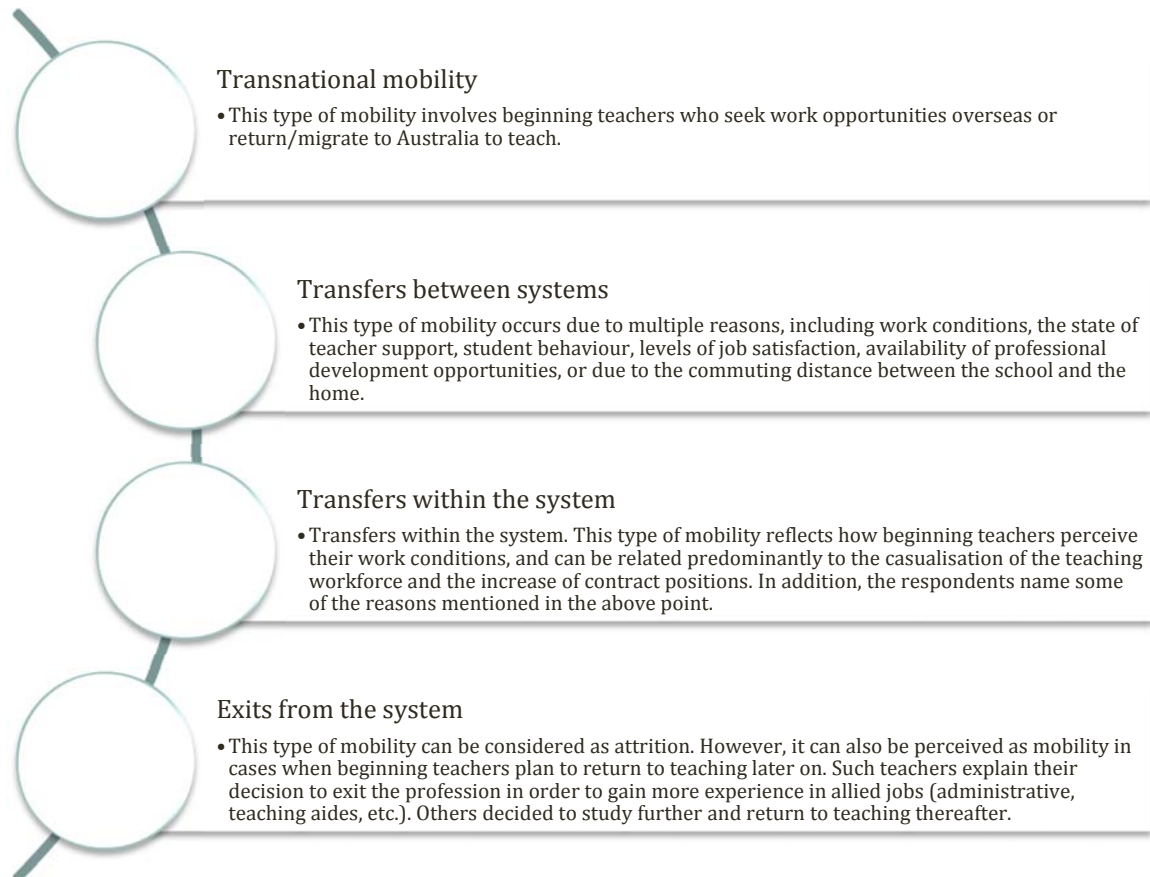 Transnational mobility
•This type of mobility involves beginning teachers who seek work opportunities overseas or
return/migrate to Australia to teach.
Transfers between systems
•This type of mobility occurs due to multiple reasons, including work conditions, the state of
teacher support, student behaviour, levels of job satisfaction, availability of professional
development opportunities, or due to the commuting distance between the school and the
home.
Transfers within the system
•Transfers within the system. This type of mobility reflects how beginning teachers perceive
their work conditions, and can be related predominantly to the casualisation of the teaching
workforce and the increase of contract positions. In addition, the respondents name some
of the reasons mentioned in the above point.
Exits from the system
•This type of mobility can be considered as attrition. However, it can also be perceived as mobility in
cases when beginning teachers plan to return to teaching later on. Such teachers explain their
decision to exit the profession in order to gain more experience in allied jobs (administrative,
teaching aides, etc.). Others decided to study further and return to teaching thereafter.